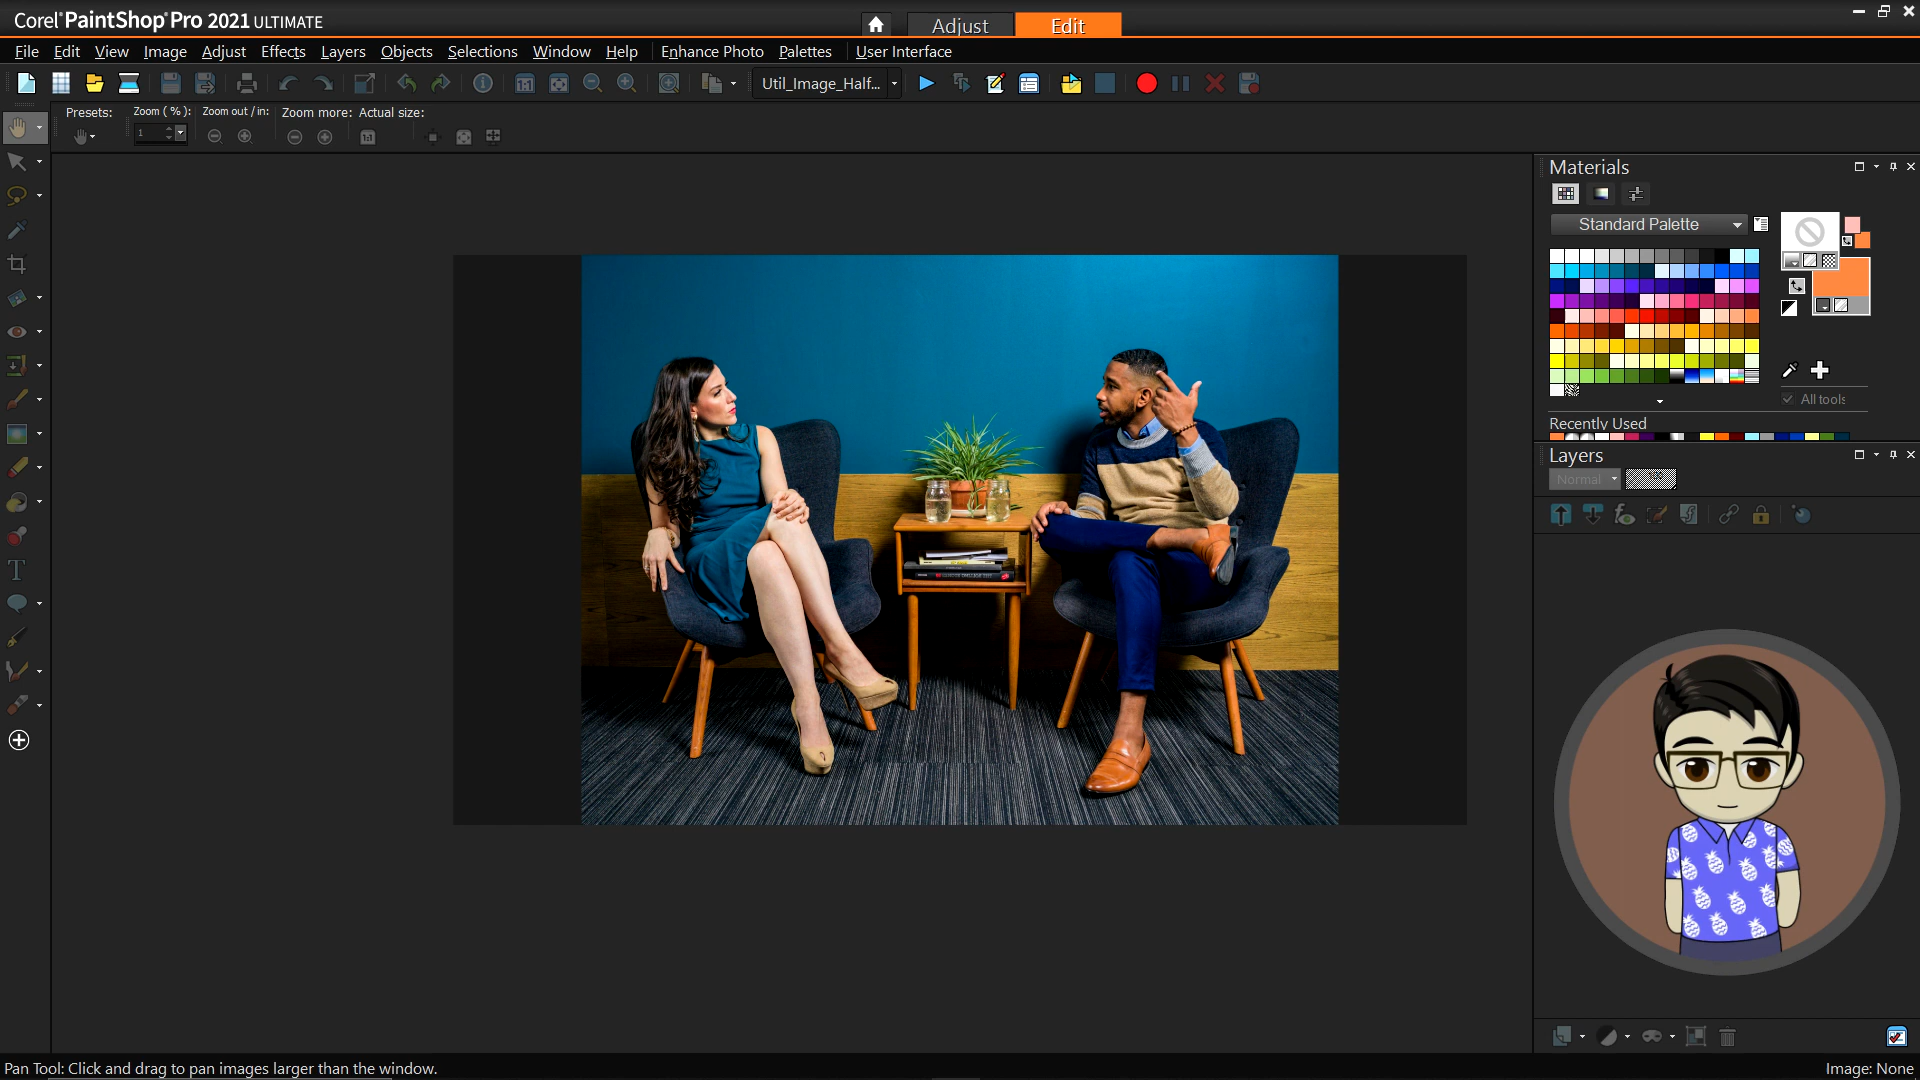 Corel PaintShop Pro 2021 ULTIMATE
Adjust Edit
File Edit View Image Adjust Effects Layers Objects Selections Window Help Enhance Photo Palettes User Interface
Util_Image_Half...
Presets: Zoom ( % ): Zoom out / in: Zoom more: Actual size:
1
Materials
Standard Palette
All tools
Recently Used
Layers
Normal
Pan Tool: Click and drag to pan images larger than the window.
Image: None